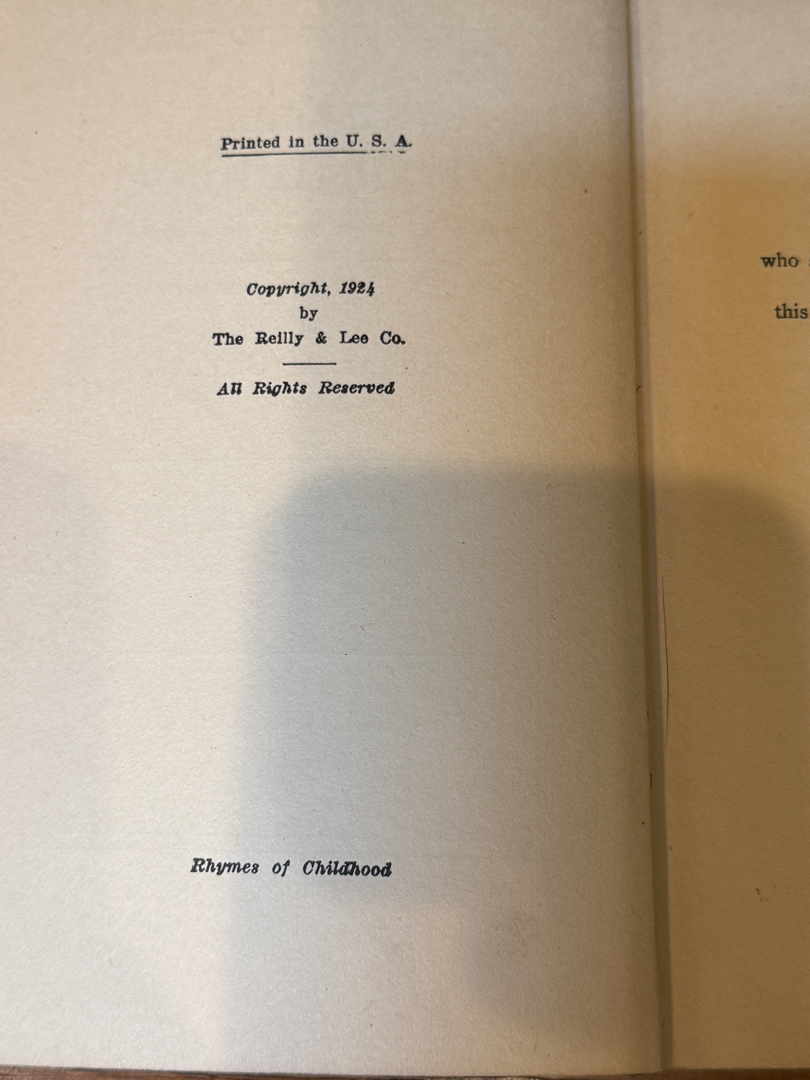 Printed in the U. S. A.
Copyright, 1924
by
The Reilly & Lee Co.
All Rights Reserved
Rhymes of Childhood
who
this